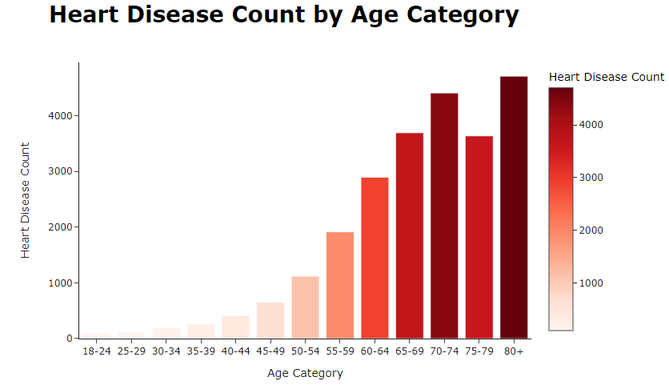 Heart Disease Count by Age Category
Heart Disease Count
4000
3000
2000
1000
0
18-24 25-29 30-34 35-39 40-44 45-49 50-54 55-59 60-64 65-69 70-74 75-79 80+
Age Category
Heart Disease Count
4000
3000
2000
1000